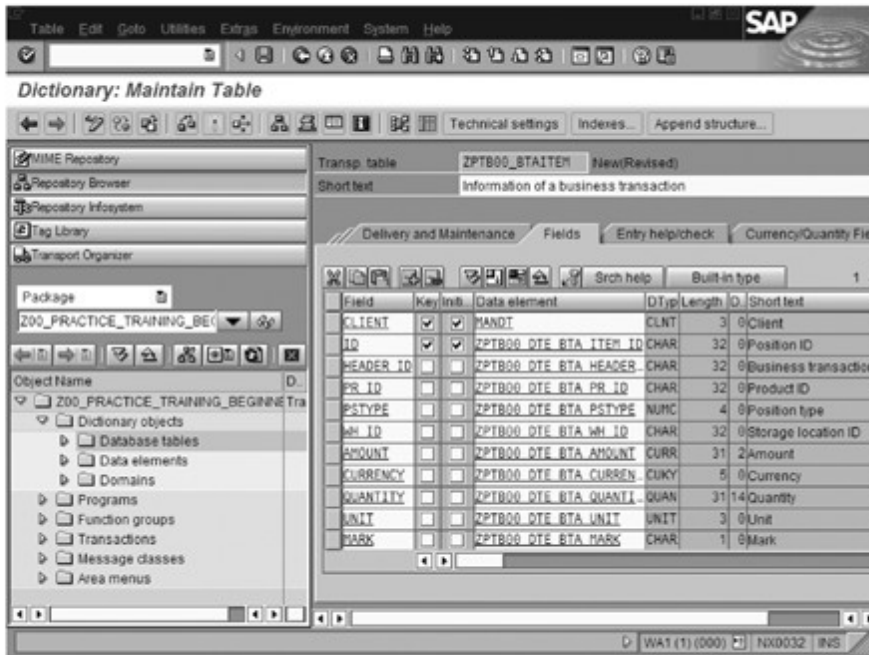 Table Edit Goto Utilities Extras Environment System Help
SAP
Dictionary: Maintain Table
Technical settings Indexes... Append structure...
MIME Repository
Repository Browser
Repository Infosystem
Tag Library
Transport Organizer
Package
Z00_PRACTICE_TRAINING_BEG
Object Name D..
Z00_PRACTICE_TRAINING_BEGINNE Tra
Dictionary objects
Database tables
Data elements
Domains
Programs
Function groups
Transactions
Message classes
Area menus
Transp. table ZPTB00_BTAITEM New(Revised)
Short text Information of a business transaction
Delivery and Maintenance Fields Entry help/check Currency/Quantity Fie
Srch help Built-in type 1
Field Key Initi... Data element DTyp Length D.. Short text
CLIENT MANDT CLNT 3 0 Client
ID ZPTB00_DTE_BTA_ITEM_ID CHAR 32 0 Position ID
HEADER_ID ZPTB00_DTE_BTA_HEADER.. CHAR 32 0 Business transaction
PR_ID ZPTB00_DTE_BTA_PR_ID CHAR 32 0 Product ID
PSTYPE ZPTB00_DTE_BTA_PSTYPE NUMC 4 0 Position type
WH_ID ZPTB00_DTE_BTA_WH_ID CHAR 32 0 Storage location ID
AMOUNT ZPTB00_DTE_BTA_AMOUNT CURR 31 2 Amount
CURRENCY ZPTB00_DTE_BTA_CURREN.. CUKY 5 0 Currency
QUANTITY ZPTB00_DTE_BTA_QUANTI.. QUAN 31 14 Quantity
UNIT ZPTB00_DTE_BTA_UNIT UNIT 3 0 Unit
MARK ZPTB00_DTE_BTA_MARK CHAR 1 0 Mark
WA1 (1) (000) NX0032 INS